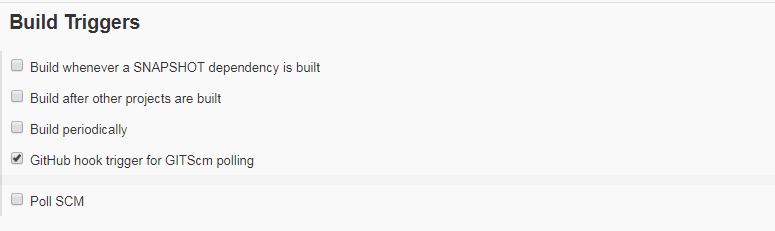 Build Triggers
Build whenever a SNAPSHOT dependency is built
Build after other projects are built
Build periodically
GitHub hook trigger for GITScm polling
Poll SCM